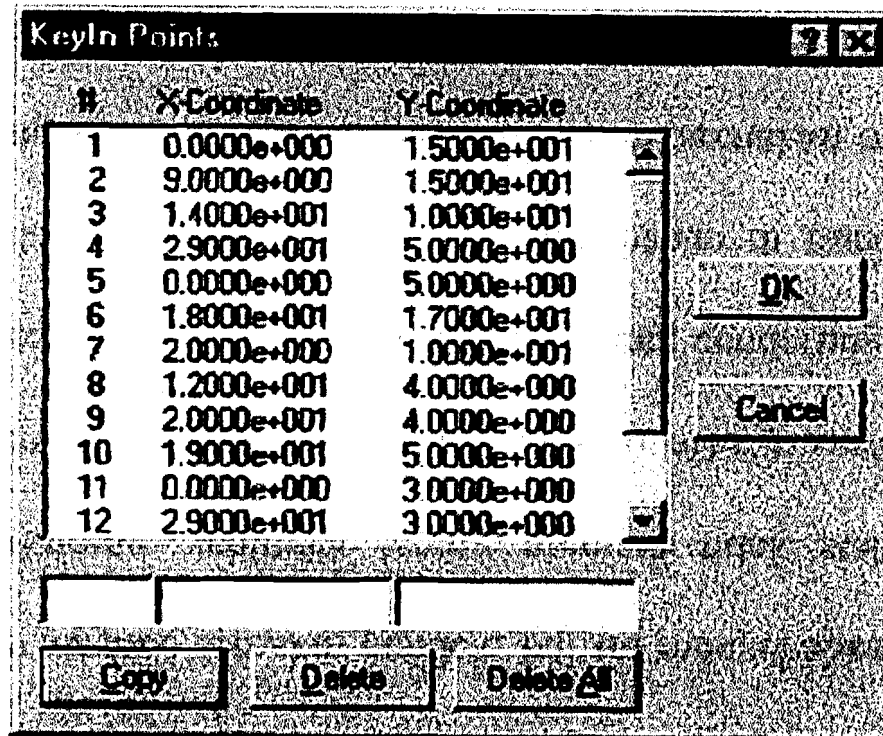 KeyIn Points
# X-Coordinate Y-Coordinate
1 0.0000e+000 1.5000e+001
2 9.0000e+000 1.5000e+001
3 1.4000e+001 1.0000e+001
4 2.9000e+001 5.0000e+000
5 0.0000e+000 5.0000e+000
6 1.8000e+001 1.7000e+001
7 2.0000e+000 1.0000e+001
8 1.2000e+001 4.0000e+000
9 2.0000e+001 4.0000e+000
10 1.9000e+001 5.0000e+000
11 0.0000e+000 3.0000e+000
12 2.9000e+001 3.0000e+000
OK
Cancel
Copy Delete Delete All